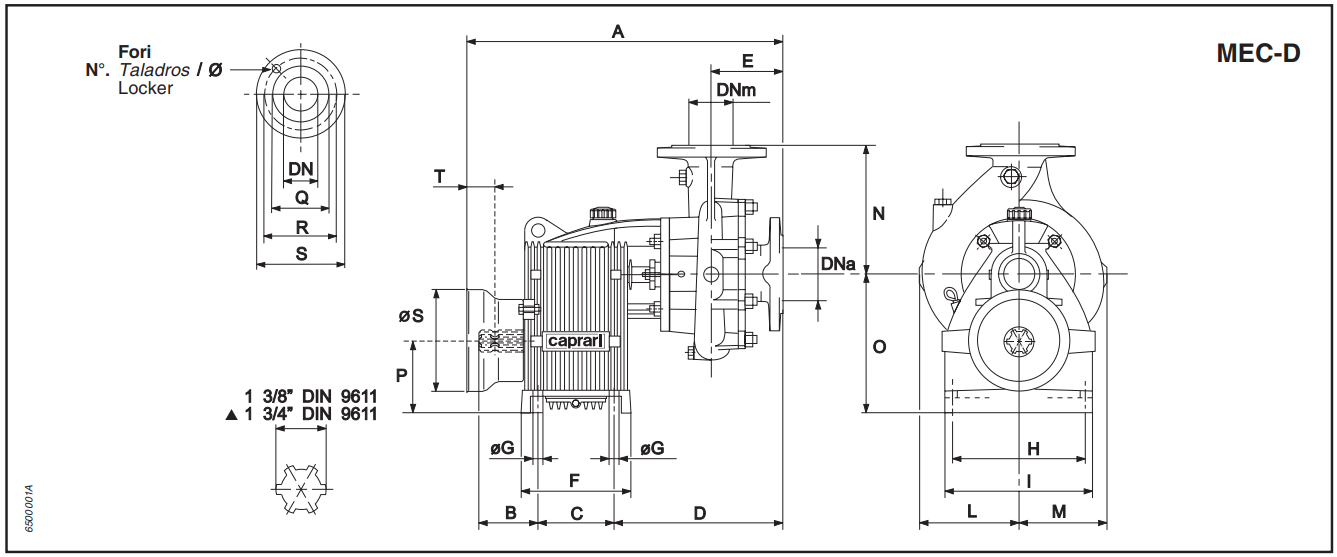 MEC-D
Fori
N°. Taladros / Ø
Locker
DN
Q
R
S
A
E
DNm
T
N
DNa
øS
P
caprari
O
1 3/8” DIN 9611
▲ 1 3/4” DIN 9611
øG
øG
F
H
I
B
C
D
L
M
6500001A